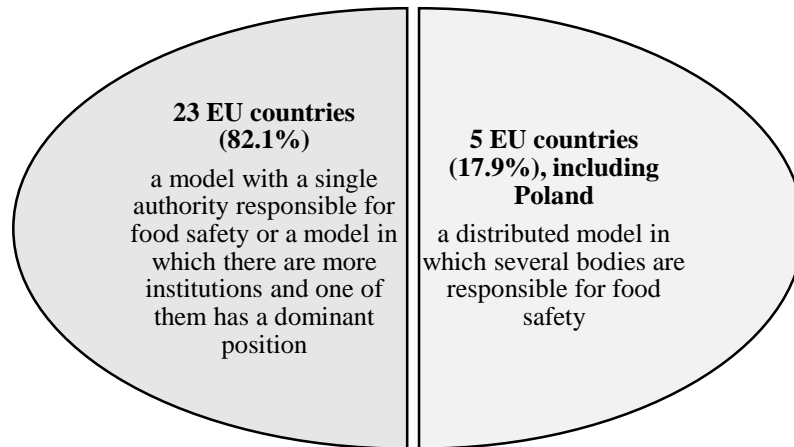 23 EU countries
(82.1%)
a model with a single
authority responsible for
food safety or a model in
which there are more
institutions and one of
them has a dominant
position
5 EU countries
(17.9%), including
Poland
a distributed model in
which several bodies are
responsible for food
safety